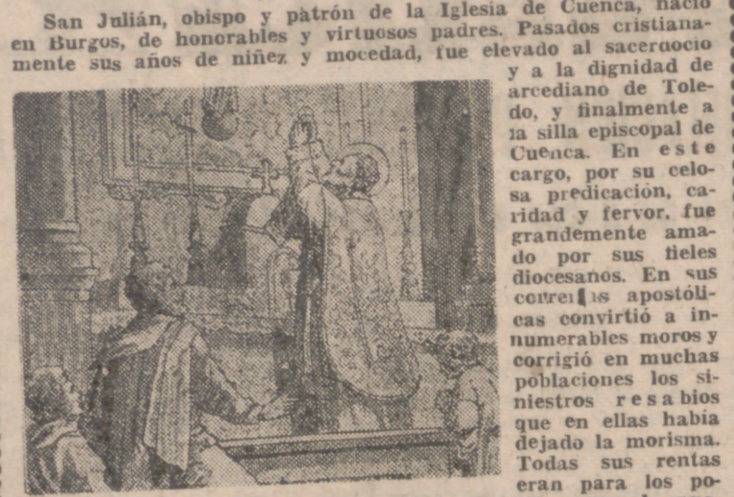 San Julián, obispo y patrón de la Iglesia de Cuenca, nació
en Burgos, de honorables y virtuosos padres. Pasados cristiana-
mente sus años de niñez y mocedad, fue elevado al sacerdocio
y a la dignidad de
arcediano de Tole-
do, y finalmente a
la silla episcopal de
Cuenca. En este
cargo, por su celo-
sa predicación, ca-
ridad y fervor, fue
grandemente ama-
do por sus fieles
diocesanos. En sus
correrías apostóli-
cas convirtió a in-
numerables moros y
corrigió en muchas
poblaciones los si-
niestros resabios
que en ellas había
dejado la morisma.
Todas sus rentas
eran para los po-